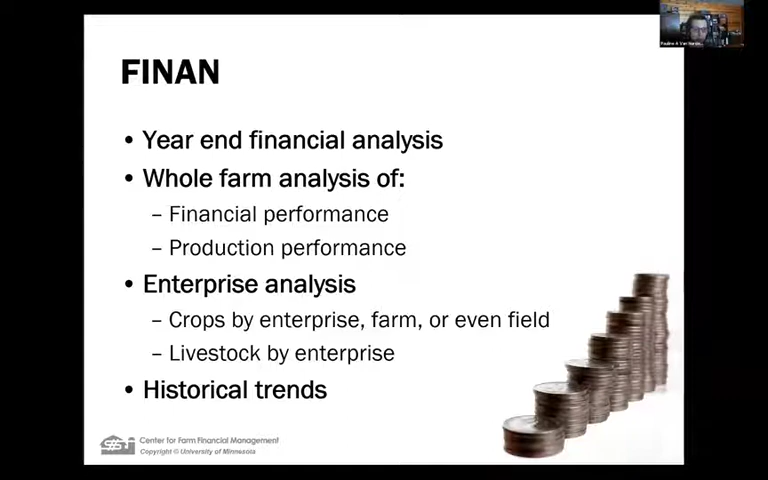 FINAN
• Year end financial analysis
• Whole farm analysis of:
– Financial performance
– Production performance
• Enterprise analysis
– Crops by enterprise, farm, or even field
– Livestock by enterprise
• Historical trends
Center for Farm Financial Management
Copyright © University of Minnesota